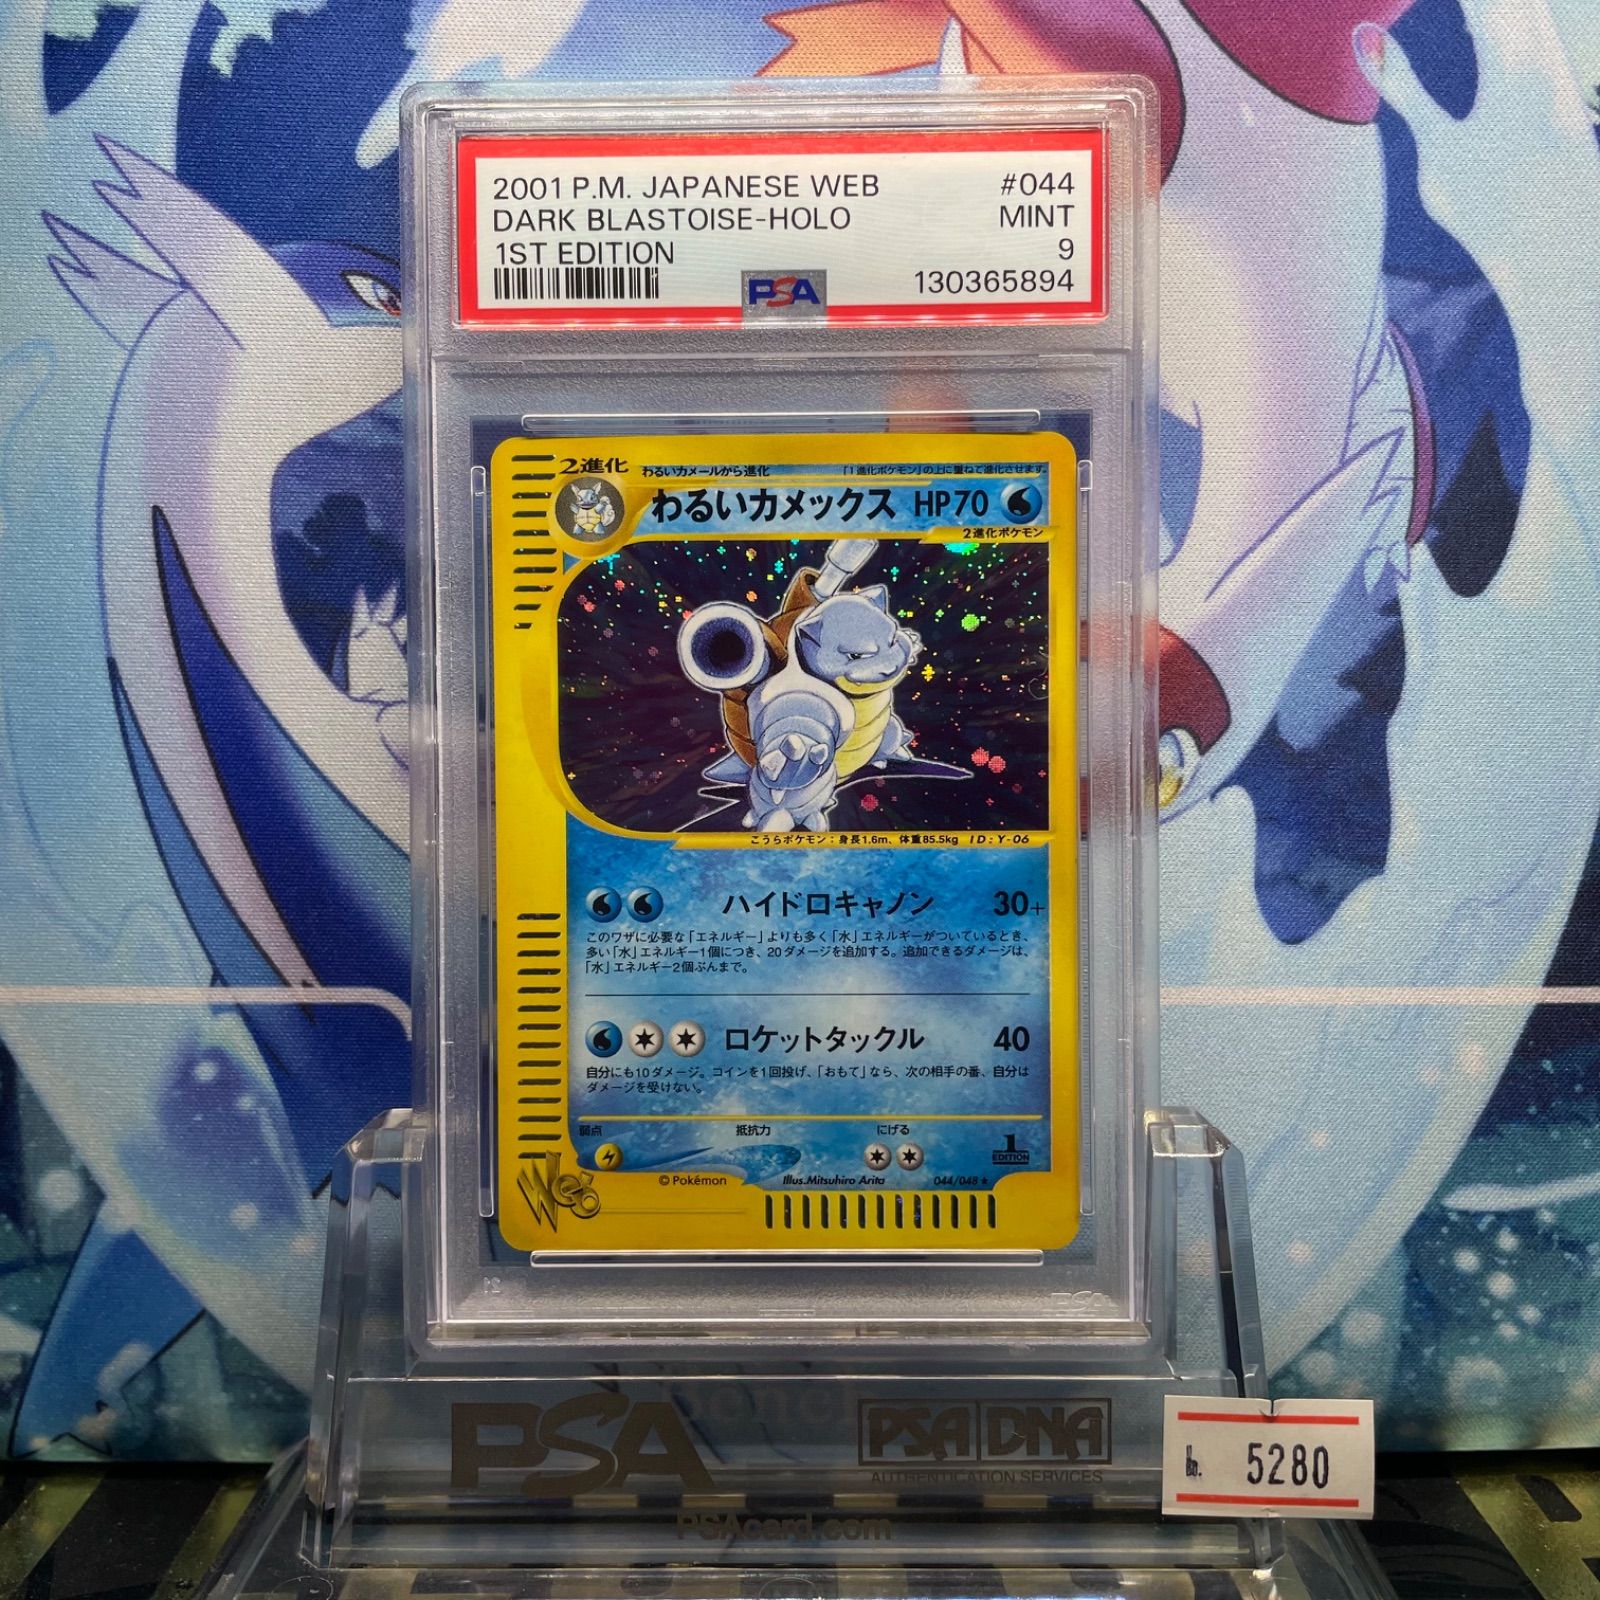 2001 P.M. JAPANESE WEB #044
DARK BLASTOISE-HOLO MINT
1ST EDITION 9
PSA 130365894
2進化 わるいカメールから進化 「1進化ポケモン」の上に重ねて進化させます。
わるいカメックス HP70
2進化ポケモン
こうらポケモン：身長1.6m、体重85.5kg ID：Y-06
ハイドロキャノン 30+
このワザに必要な「エネルギー」よりも多く「水」エネルギーがついているとき、
多い「水」エネルギー1個につき、20ダメージを追加する。追加できるダメージは、
「水」エネルギー2個ぶんまで。
ロケットタックル 40
自分にも10ダメージ。コインを1回投げ、「おもて」なら、次の相手の番、自分は
ダメージを受けない。
弱点 抵抗力 にげる
1
EDITION
Web ©Pokémon Illus.Mitsuhiro Arita 044/048★
PSA PSA DNA
AUTHENTICATION SERVICES
PSAcard.com
5280